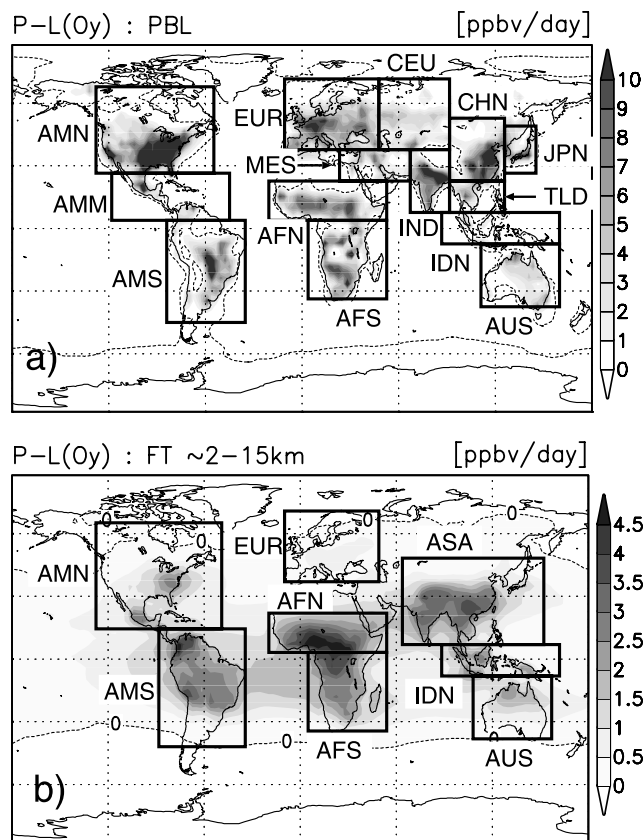 P-L(Oy) : PBL [ppbv/day]
CEU
EUR
CHN
AMN
JPN
MES
AMM
TLD
AFN
IND
IDN
AMS
AFS
AUS
a)
10
9
8
7
6
5
4
3
2
1
0
P-L(Oy) : FT ~2-15km [ppbv/day]
0
0
0
EUR
ASA
AMN
AFN
AMS
IDN
0
0
AFS
AUS
b)
4.5
4
3.5
3
2.5
2
1.5
1
0.5
0